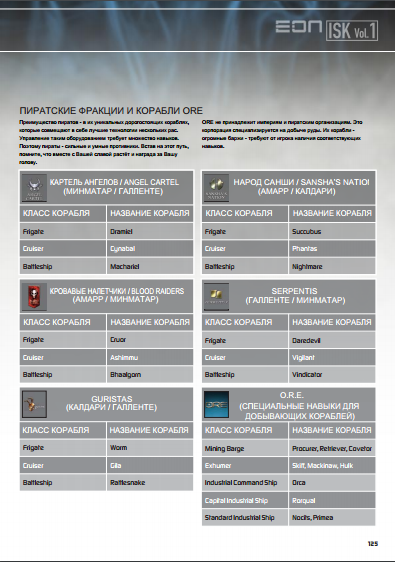 EON ISK Vol.1
ПИРАТСКИЕ ФРАКЦИИ И КОРАБЛИ ORE
Преимущество пиратов - в их уникальных дорогостоящих кораблях,
которые совмещают в себе лучшие технологии нескольких рас.
Управление таким оборудованием требует множество навыков.
Поэтому пираты - сильные и умные противники. Встав на этот путь,
помните, что вместе с Вашей славой растёт и награда за Вашу
голову.
ORE не принадлежит империям и пиратским организациям. Это
корпорация специализируется на добыче руды. Их корабли -
огромные баржи - требуют от игрока наличия соответствующих
навыков.
КАРТЕЛЬ АНГЕЛОВ / ANGEL CARTEL
(МИНМАТАР / ГАЛЛЕНТЕ)
КЛАСС КОРАБЛЯ НАЗВАНИЕ КОРАБЛЯ
Frigate Dramiel
Cruiser Cynabal
Battleship Machariel
НАРОД САНШИ / SANSHA'S NATION
(АМАРР / КАЛДАРИ)
КЛАСС КОРАБЛЯ НАЗВАНИЕ КОРАБЛЯ
Frigate Succubus
Cruiser Phantas
Battleship Nighmare
КРОВАВЫЕ НАЛЕТЧИКИ / BLOOD RAIDERS
(АМАРР / МИНМАТАР)
КЛАСС КОРАБЛЯ НАЗВАНИЕ КОРАБЛЯ
Frigate Cruor
Cruiser Ashimmu
Battleship Bhaalgorn
SERPENTIS
(ГАЛЛЕНТЕ / МИНМАТАР)
КЛАСС КОРАБЛЯ НАЗВАНИЕ КОРАБЛЯ
Frigate Daredevil
Cruiser Vigilant
Battleship Vindicator
GURISTAS
(КАЛДАРИ / ГАЛЛЕНТЕ)
КЛАСС КОРАБЛЯ НАЗВАНИЕ КОРАБЛЯ
Frigate Worm
Cruiser Gila
Battleship Rattlesnake
O.R.E.
(СПЕЦИАЛЬНЫЕ НАВЫКИ ДЛЯ
ДОБЫВАЮЩИХ КОРАБЛЕЙ)
КЛАСС КОРАБЛЯ НАЗВАНИЕ КОРАБЛЯ
Mining Barge Procurer, Retriever, Covetor
Exhumer Skiff, Mackinaw, Hulk
Industrial Command Ship Orca
Capital Industrial Ship Rorqual
Standard Industrial Ship Noctis, Primea
125